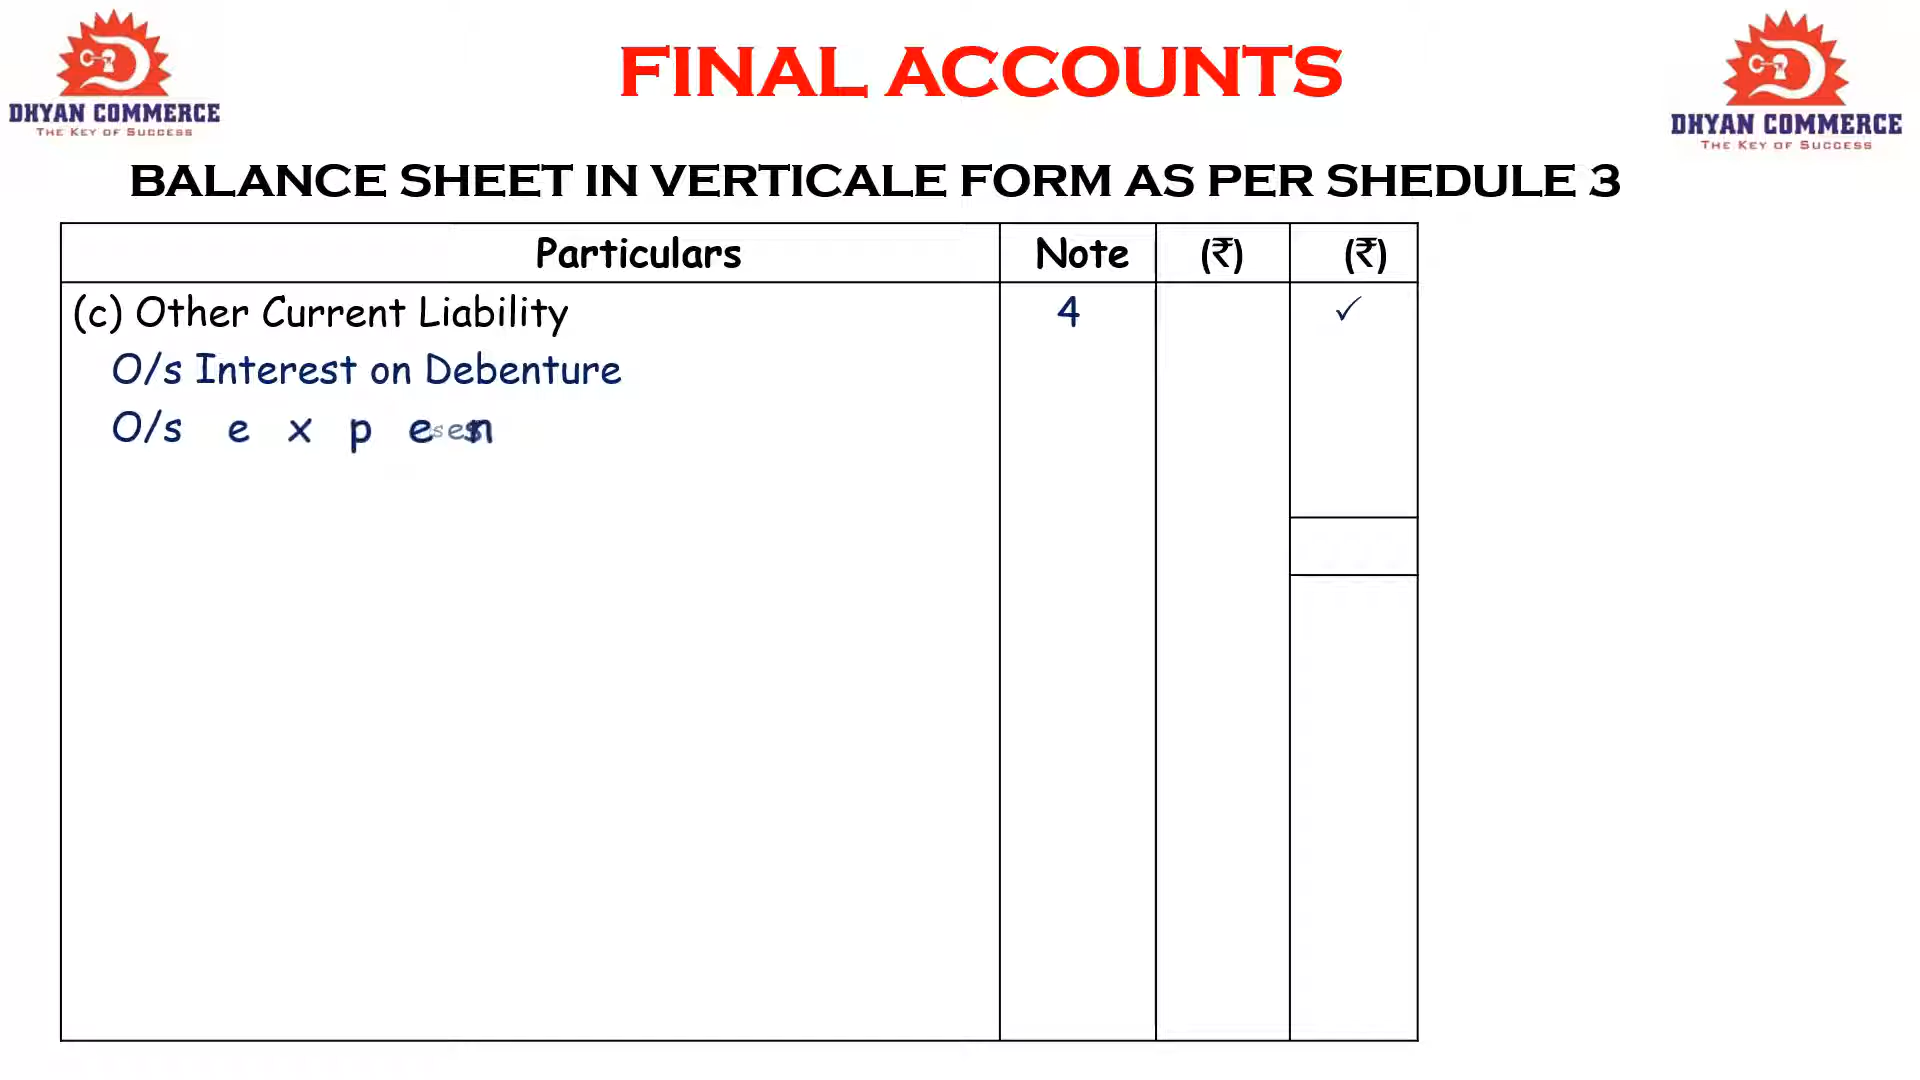 FINAL ACCOUNTS
DHYAN COMMERCE
THE KEY OF SUCCESS
DHYAN COMMERCE
THE KEY OF SUCCESS
BALANCE SHEET IN VERTICALE FORM AS PER SHEDULE 3
Particulars Note (₹) (₹)
(c) Other Current Liability 4 ✓
O/s Interest on Debenture
O/s